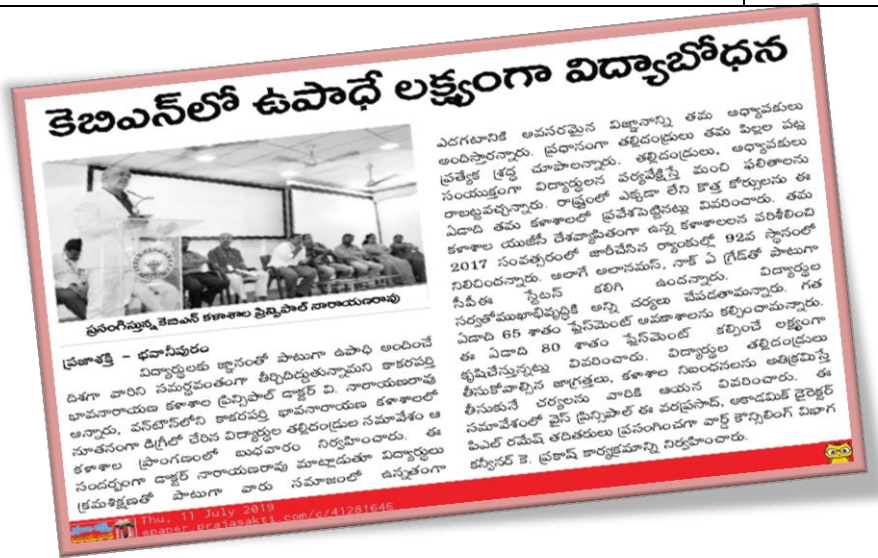 కెబిఎన్‌లో ఉపాధే లక్ష్యంగా విద్యాబోధన
ప్రసంగిస్తున్న కెబిఎన్ కళాశాల ప్రిన్సిపాల్ నారాయణరావు
ప్రజాశక్తి – భవానీపురం
విద్యార్థులకు జ్ఞానంతో పాటుగా ఉపాధి అందించే
దిశగా వారిని సమర్థవంతంగా తీర్చిదిద్దుతున్నామని కాకరపర్తి
భావనారాయణ కళాశాల ప్రిన్సిపాల్ డాక్టర్ వి. నారాయణరావు
అన్నారు, వన్‌టౌన్‌లోని కాకరపర్తి భావనారాయణ కళాశాలలో
నూతనంగా డిగ్రీలో చేరిన విద్యార్థుల తల్లిదండ్రుల సమావేశం ఆ
కళాశాల ప్రాంగణంలో బుధవారం నిర్వహించారు. ఈ
సందర్భంగా డాక్టర్ నారాయణరావు మాట్లాడుతూ విద్యార్థులు
క్రమశిక్షణతో పాటుగా వారు సమాజంలో ఉన్నతంగా
ఎదగటానికి అవసరమైన విజ్ఞానాన్ని తమ అధ్యావకులు
అందిస్తారన్నారు. ప్రధానంగా తల్లిదండ్రులు తమ పిల్లల పట్ల
ప్రత్యేక శ్రద్ధ చూపాలన్నారు. తల్లిదండ్రులు, అధ్యావకులు
సంయుక్తంగా విద్యార్థులన పర్యవేక్షిస్తే మంచి ఫలితాలను
రాబట్టవచ్చన్నారు. రాష్ట్రంలో ఎక్కడా లేని కొత్త కోర్సులను ఈ
ఏడాది తమ కళాశాలలో ప్రవేశపెట్టినట్లు వివరించారు. తమ
కళాశాల యుజిసీ దేశవ్యాపితంగా ఉన్న కళాశాలలన పరిశీలించి
2017 సంవత్సరంలో జారీచేసిన ర్యాంకుల్లో 92వ స్థానంలో
నిలిచిందన్నారు. అలాగే అలానమస్, నాక్ ఏ గ్రేడ్‌తో పాటుగా
సీపీఈ స్టేటస్ కలిగి ఉందన్నారు. విద్యార్థుల
సర్వతోముఖాభివృద్ధికి అన్ని చర్యలు చేపడతామన్నారు. గత
ఏడాది 65 శాతం ప్లేస్‌మెంట్ అవకాశాలను కల్పించామన్నారు.
ఈ ఏడాది 80 శాతం ప్లేస్‌మెంట్ కల్పించే లక్ష్యంగా
కృషిచేస్తున్నట్లు వివరించారు. విద్యార్థుల తల్లిదండ్రులు
తీసుకోవాల్సిన జాగ్రత్తలు, కళాశాల నిబంధనలను అతిక్రమిస్తే
తీసుకునే చర్యలను వారికి ఆయన వివరించారు. ఈ
సమావేశంలో వైస్ ప్రిన్సిపాల్ ఈ వరప్రసాద్, అకాడమిక్ డైరెక్టర్
పిఎల్ రమేష్ తదితరులు ప్రసంగించగా వార్డ్ కౌన్సిలింగ్ విభాగ
కన్వీనర్ కె. ప్రకాష్ కార్యక్రమాన్ని నిర్వహించారు.
Thu, 11 July 2019
epaper.prajasakti.com/c/41281646